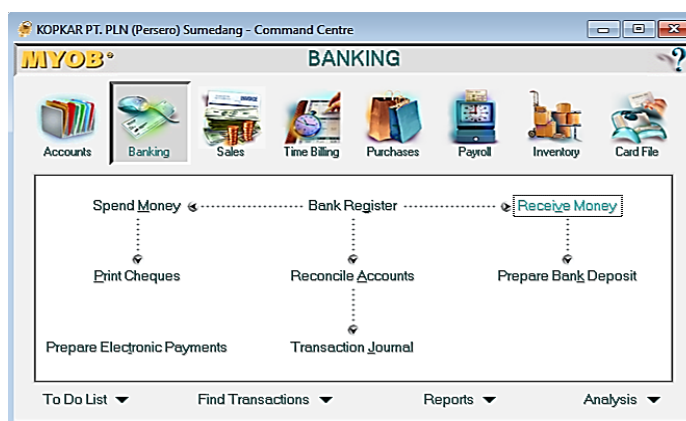 KOPKAR PT. PLN (Persero) Sumedang - Command Centre
MYOB BANKING ?
Accounts Banking Sales Time Billing Purchases Payroll Inventory Card File
Spend Money Bank Register Receive Money
Print Cheques Reconcile Accounts Prepare Bank Deposit
Prepare Electronic Payments Transaction Journal
To Do List Find Transactions Reports Analysis